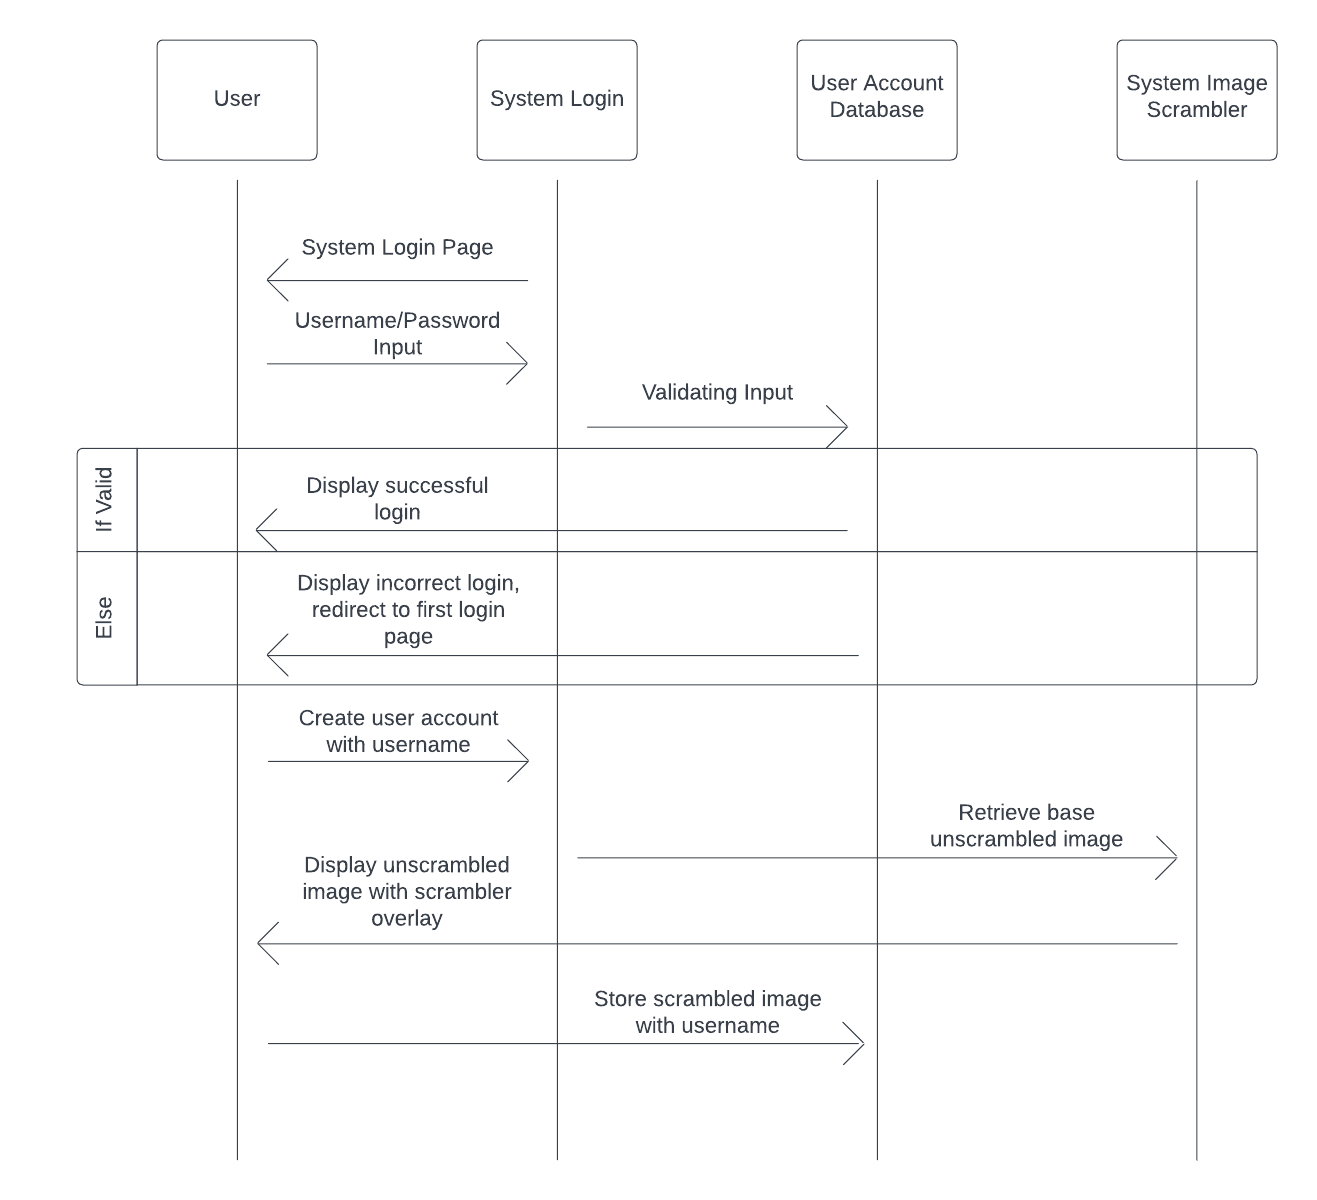 User
System Login
User Account
Database
System Image
Scrambler
System Login Page
Username/Password
Input
Validating Input
If Valid
Display successful
login
Else
Display incorrect login,
redirect to first login
page
Create user account
with username
Retrieve base
unscrambled image
Display unscrambled
image with scrambler
overlay
Store scrambled image
with username